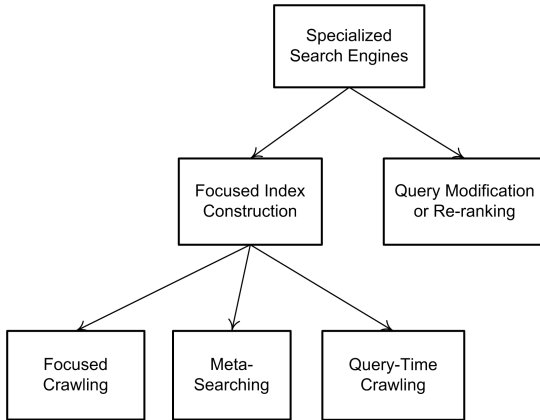 Specialized
Search Engines
Focused Index
Construction
Query Modification
or Re-ranking
Focused
Crawling
Meta-
Searching
Query-Time
Crawling